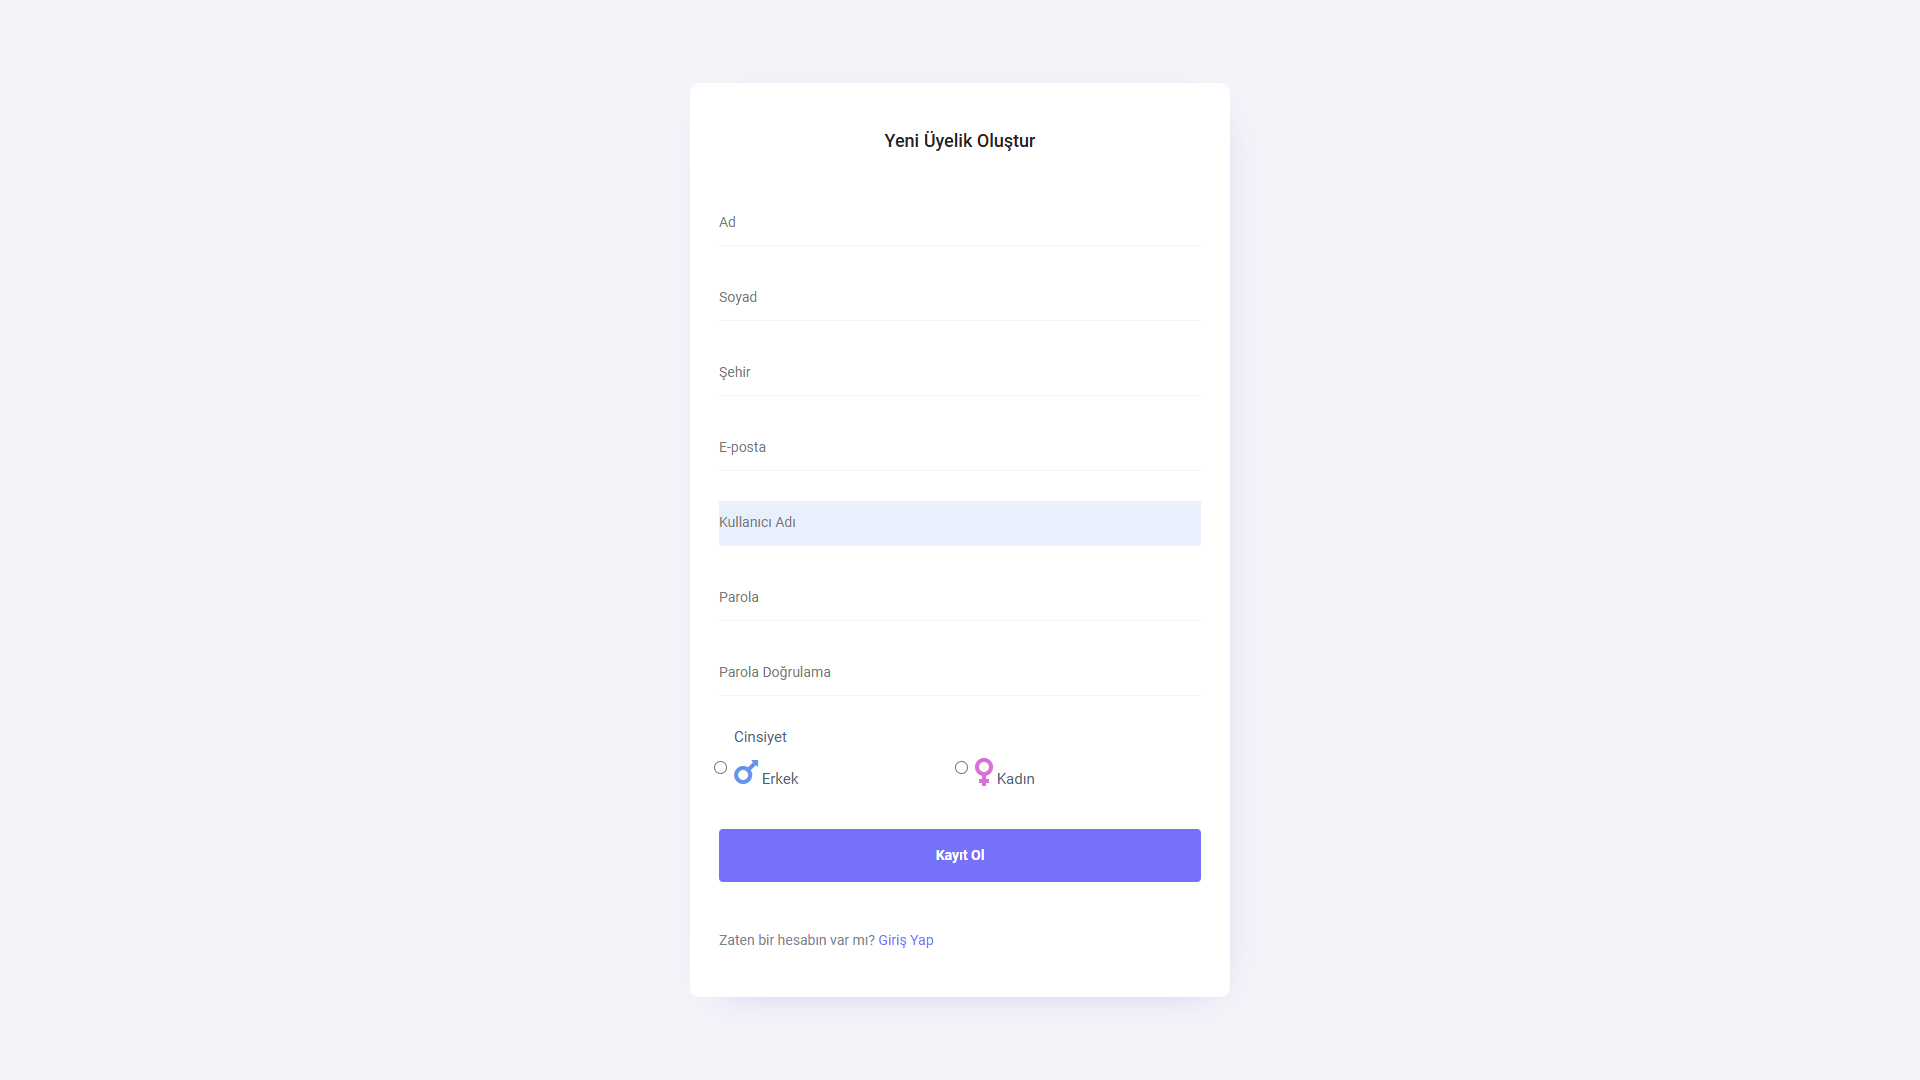 Yeni Üyelik Oluştur
Ad
Soyad
Şehir
E-posta
Kullanıcı Adı
Parola
Parola Doğrulama
Cinsiyet
Erkek Kadın
Kayıt Ol
Zaten bir hesabın var mı? Giriş Yap